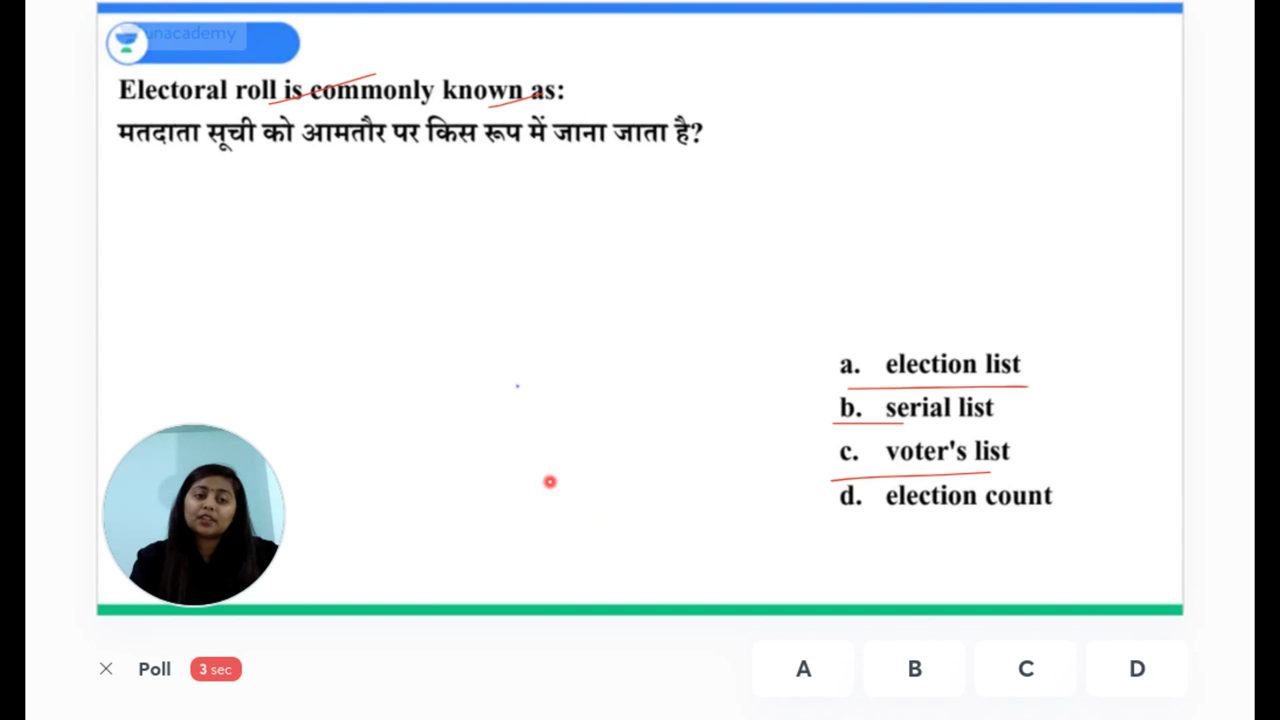 unacademy
Electoral roll is commonly known as:
मतदाता सूची को आमतौर पर किस रूप में जाना जाता है?
a. election list
b. serial list
c. voter's list
d. election count
Poll 3 sec A B C D